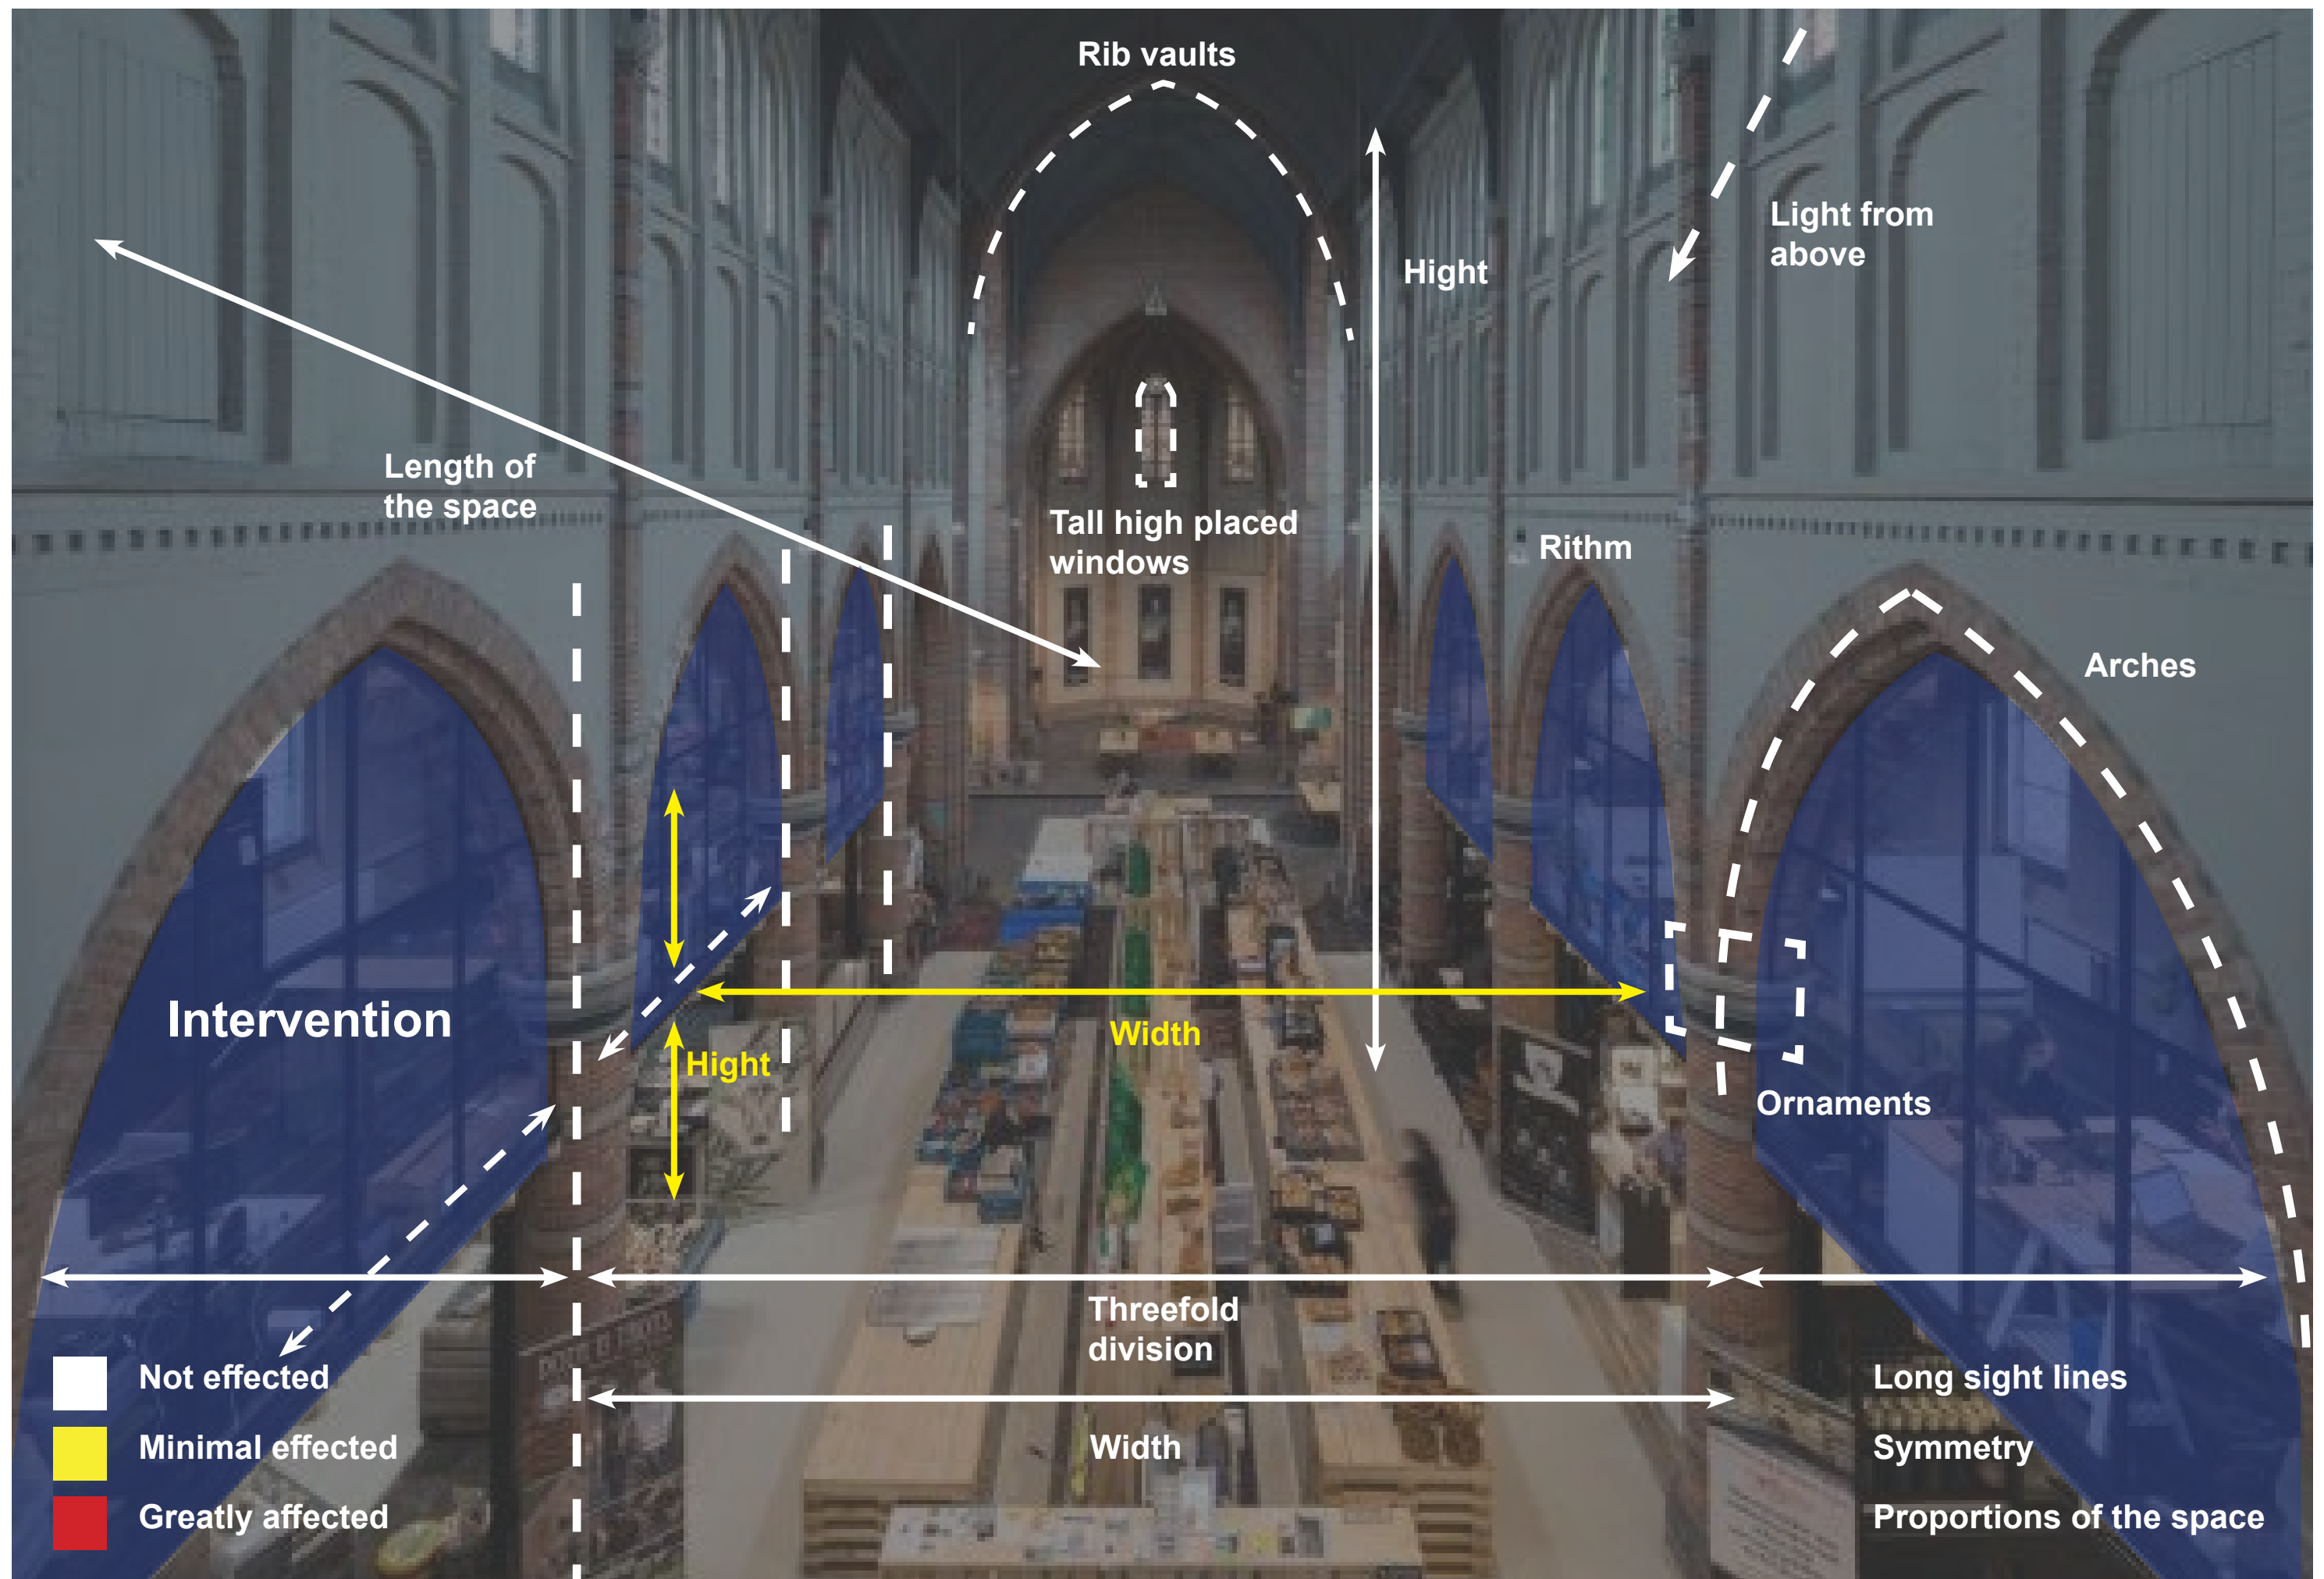 Rib vaults
Light from
above
Hight
Length of
the space
Tall high placed
windows
Rithm
Arches
Intervention
Hight
Width
Ornaments
Threefold
division
Width
Not effected
Minimal effected
Greatly affected
Long sight lines
Symmetry
Proportions of the space